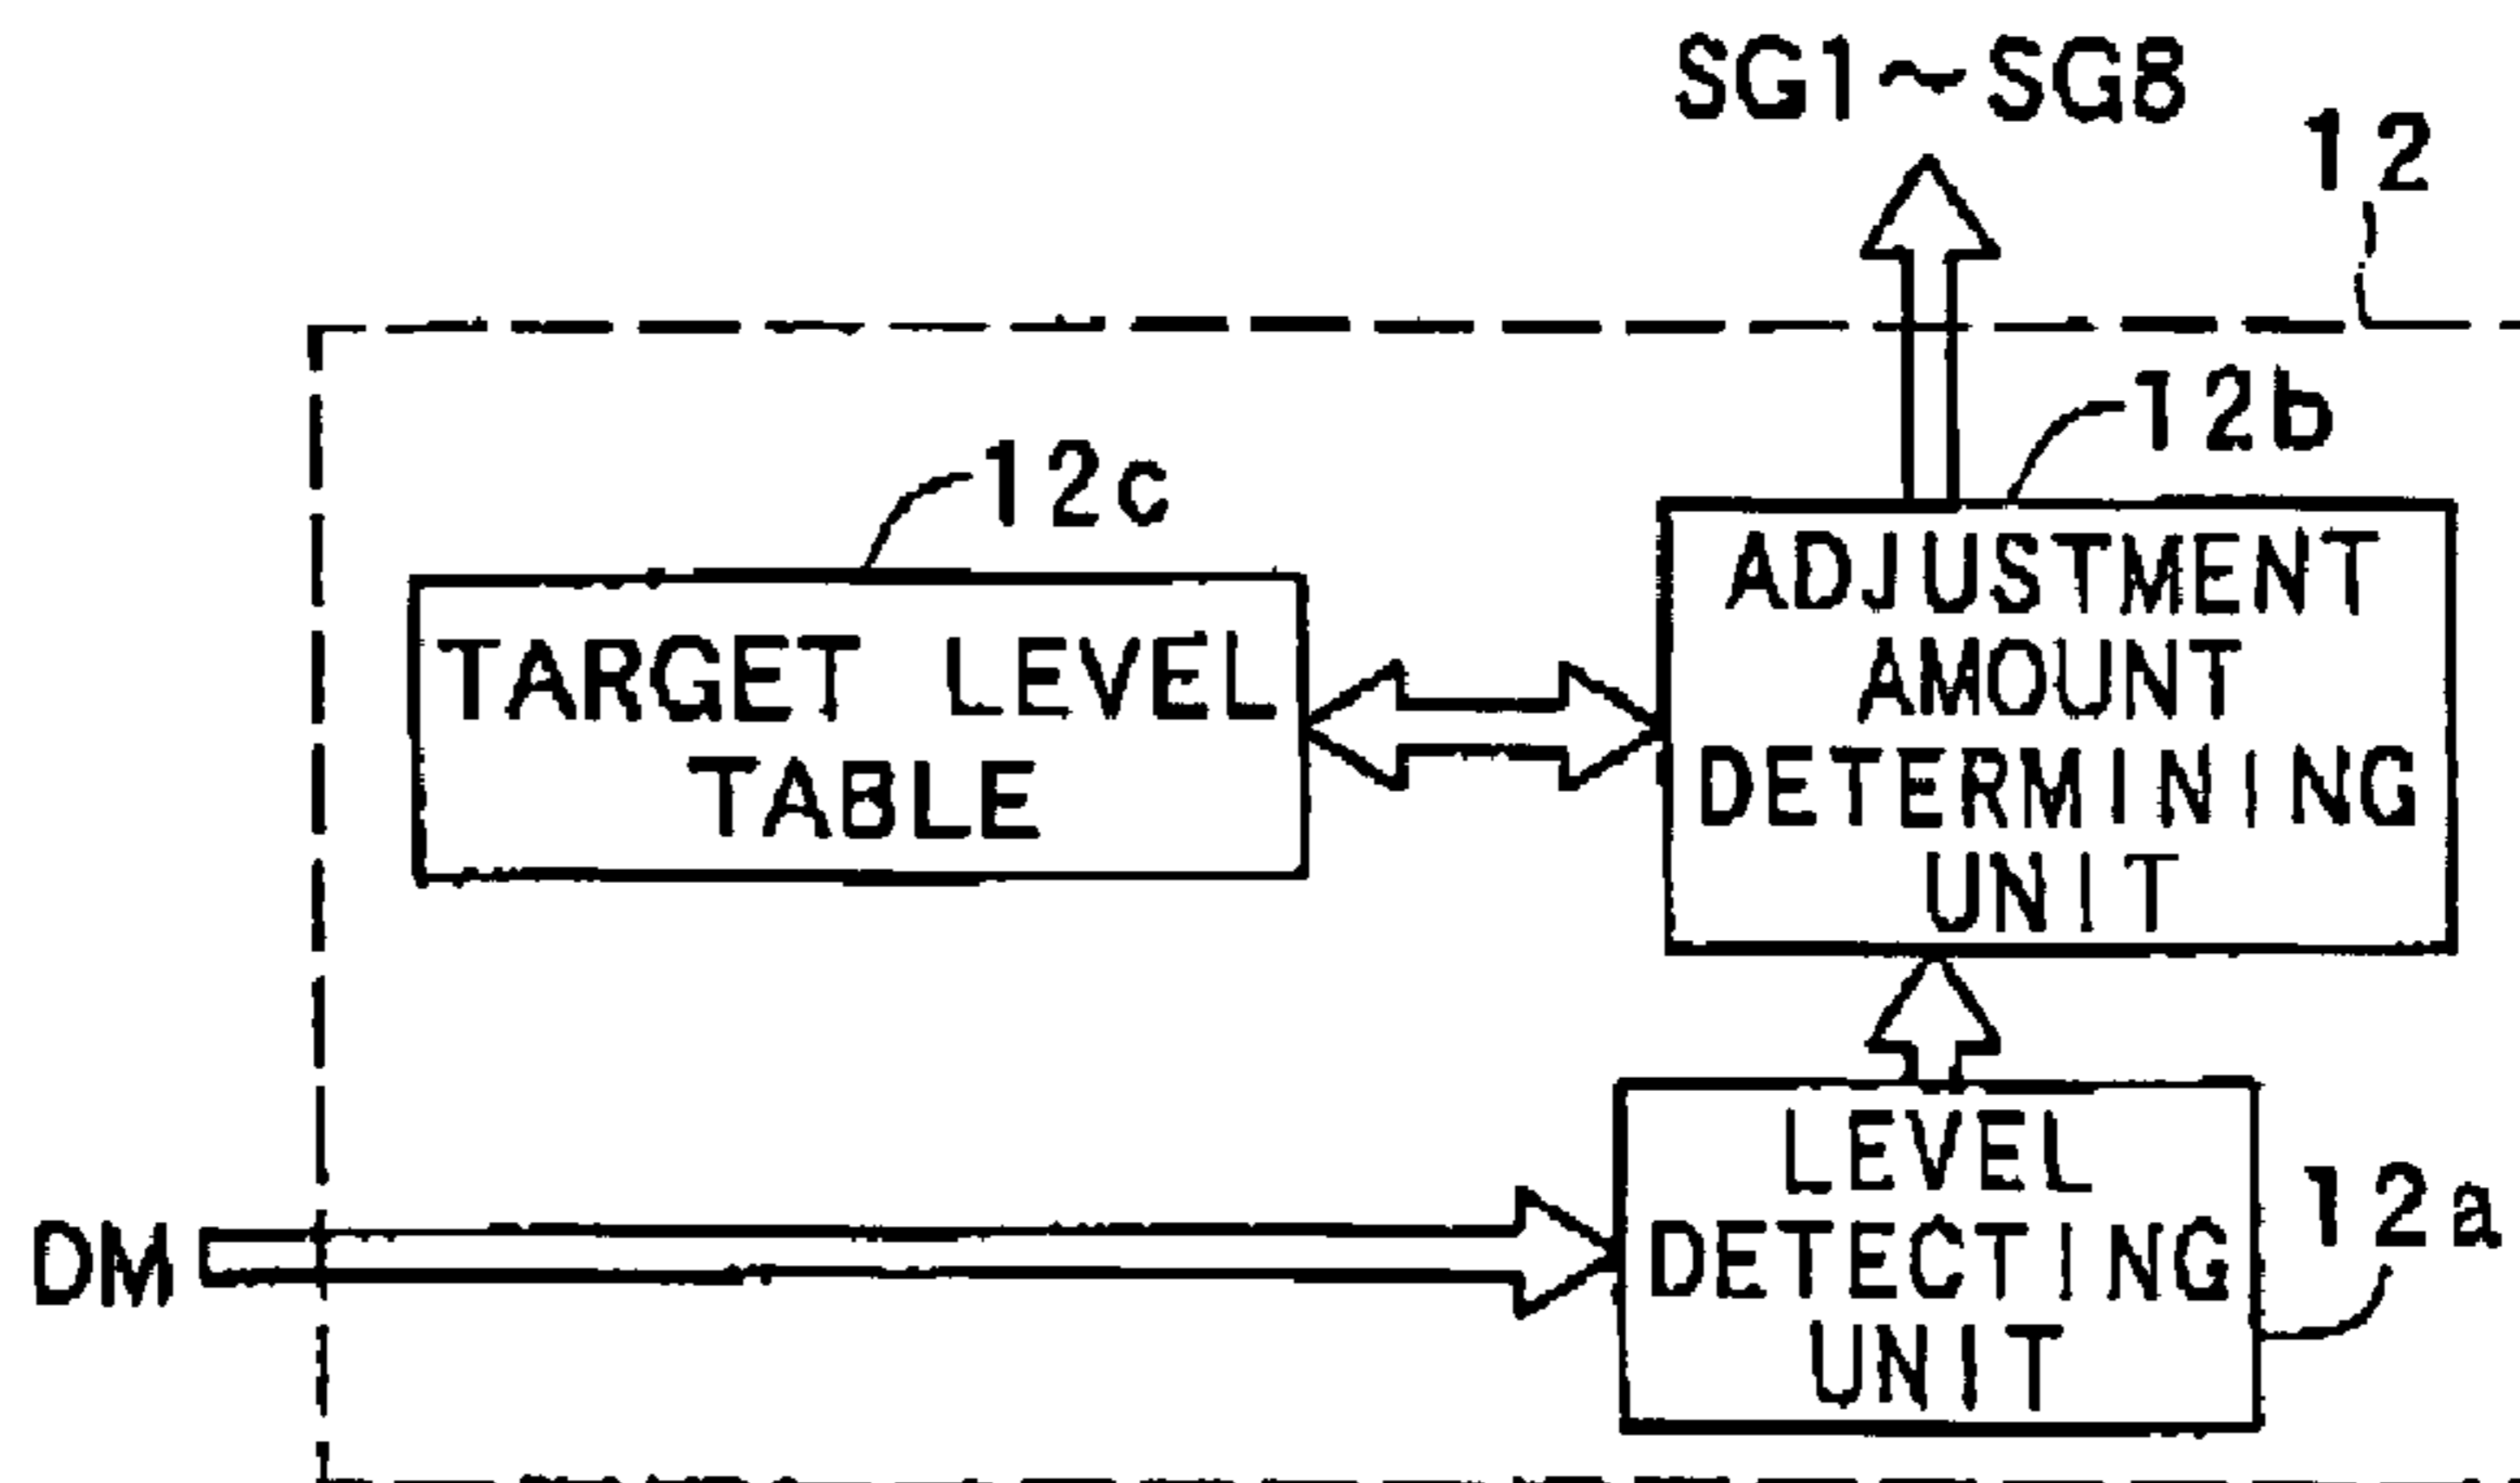 SG1~SG8
12
12b
12c
ADJUSTMENT
AMOUNT
DETERMINING
UNIT
TARGET LEVEL
TABLE
LEVEL
DETECTING
UNIT
12a
DM